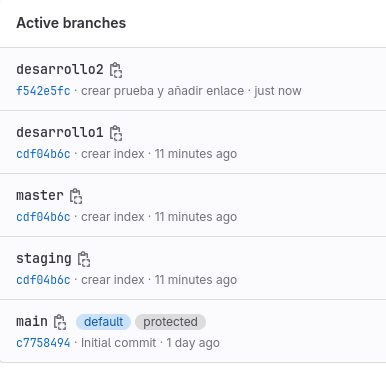 Active branches
desarrollo2
f542e5fc · crear prueba y añadir enlace · just now
desarrollo1
cdf04b6c · crear index · 11 minutes ago
master
cdf04b6c · crear index · 11 minutes ago
staging
cdf04b6c · crear index · 11 minutes ago
main default protected
c7758494 · Initial commit · 1 day ago